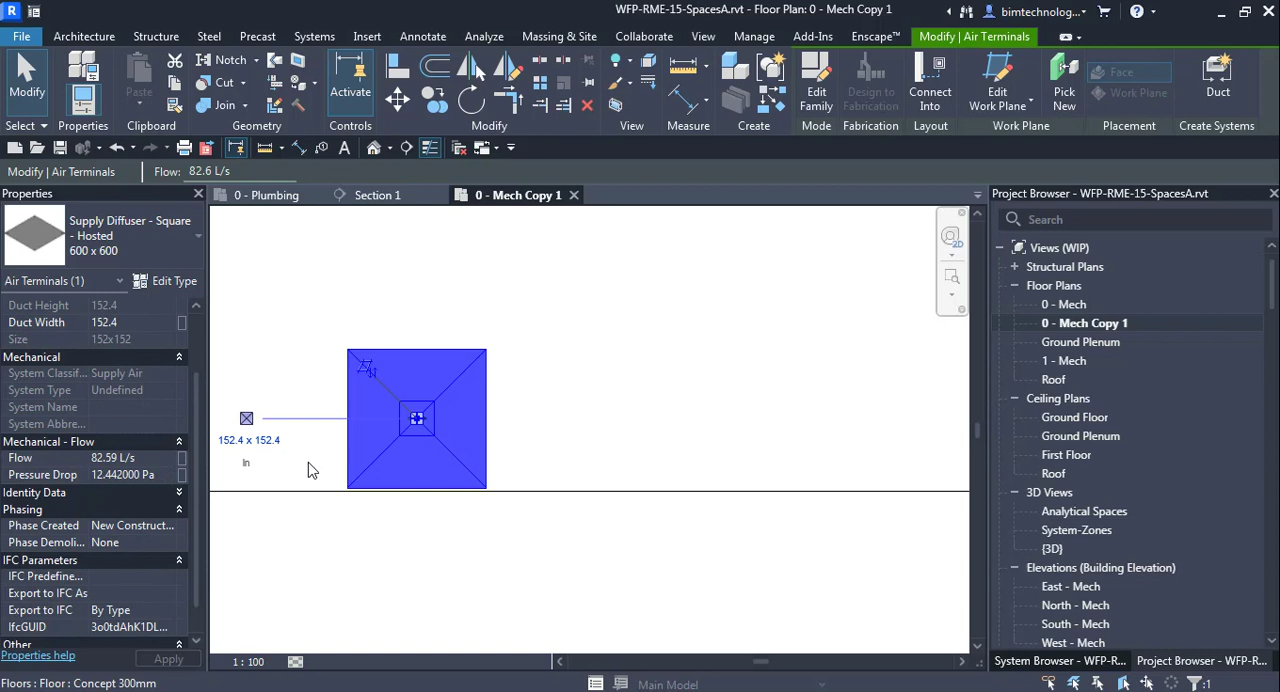 R
WFP-RME-15-SpacesA.rvt - Floor Plan: 0 - Mech Copy 1
bimtechnolog...
File Architecture Structure Steel Precast Systems Insert Annotate Analyze Massing & Site Collaborate View Manage Add-Ins Enscape™ Modify | Air Terminals
Modify
Paste
Notch
Cut
Join
Activate
Edit Family
Design to Fabrication
Connect Into
Edit Work Plane
Pick New
Face
Work Plane
Duct
Select Properties Clipboard Geometry Controls Modify View Measure Create Mode Fabrication Layout Work Plane Placement Create Systems
A
Modify | Air Terminals Flow: 82.6 L/s
Properties
Supply Diffuser - Square - Hosted
600 x 600
Air Terminals (1) Edit Type
Duct Height 152.4
Duct Width 152.4
Size 152x152
Mechanical
System Classif... Supply Air
System Type Undefined
System Name
System Abbre...
Mechanical - Flow
Flow 82.59 L/s
Pressure Drop 12.442000 Pa
Identity Data
Phasing
Phase Created New Construct...
Phase Demoli... None
IFC Parameters
IFC Predefine...
Export to IFC As
Export to IFC By Type
IfcGUID 3o0tdAhK1DL...
Other
Properties help Apply
0 - Plumbing Section 1 0 - Mech Copy 1
2D
152.4 x 152.4
In
1 : 100
Project Browser - WFP-RME-15-SpacesA.rvt
Search
Views (WIP)
Structural Plans
Floor Plans
0 - Mech
0 - Mech Copy 1
Ground Plenum
1 - Mech
Roof
Ceiling Plans
Ground Floor
Ground Plenum
First Floor
Roof
3D Views
Analytical Spaces
System-Zones
{3D}
Elevations (Building Elevation)
East - Mech
North - Mech
South - Mech
West - Mech
System Browser - WFP-R... Project Browser - WFP-R...
Floors : Floor : Concept 300mm
Main Model
:1